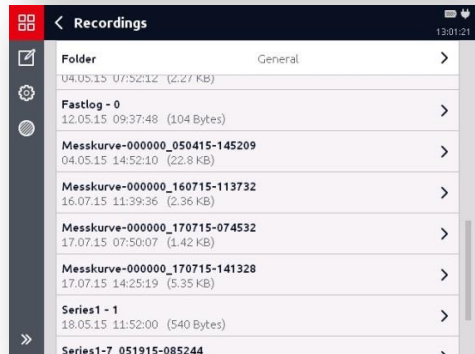 Recordings
13:01:21
Folder General
04.05.15 07:52:12 (2.27 KB)
Fastlog - 0
12.05.15 09:37:48 (104 Bytes)
Messkurve-000000_050415-145209
04.05.15 14:52:10 (22.8 KB)
Messkurve-000000_160715-113732
16.07.15 11:39:36 (2.36 KB)
Messkurve-000000_170715-074532
17.07.15 07:50:07 (1.42 KB)
Messkurve-000000_170715-141328
17.07.15 14:25:19 (5.35 KB)
Series1 - 1
18.05.15 11:52:00 (540 Bytes)
Series1-7_051915-085244